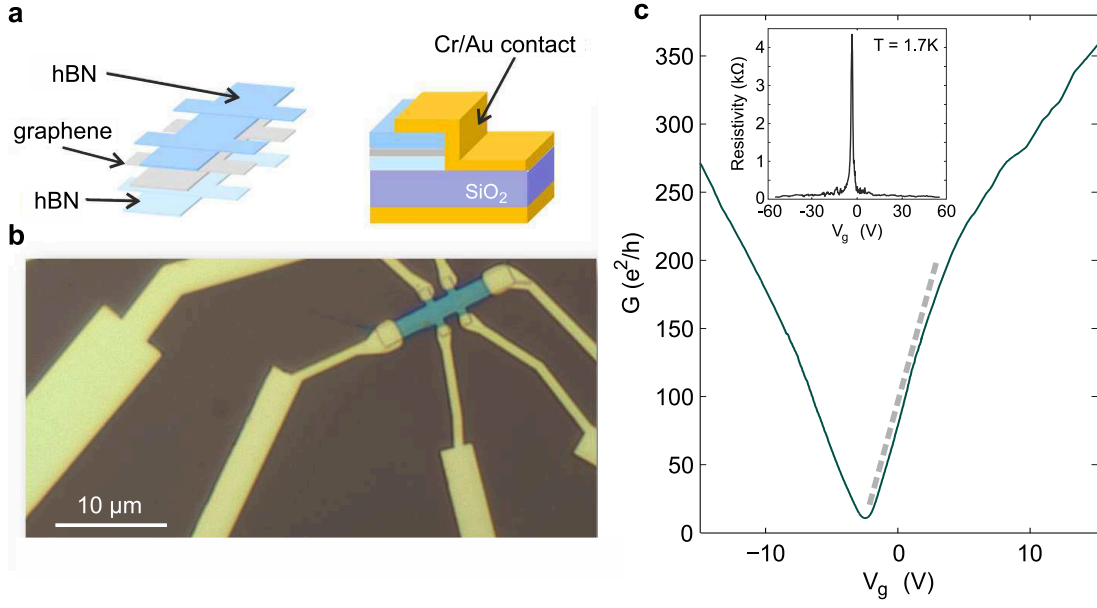 a
hBN
graphene
hBN
Cr/Au contact
SiO2
b
10 µm
c
G (e²/h)
350
300
250
200
150
100
50
0
−10
0
10
Vg (V)
T = 1.7K
Resistivity (kΩ)
4
3
2
1
0
-60
-30
0
30
60
Vg (V)